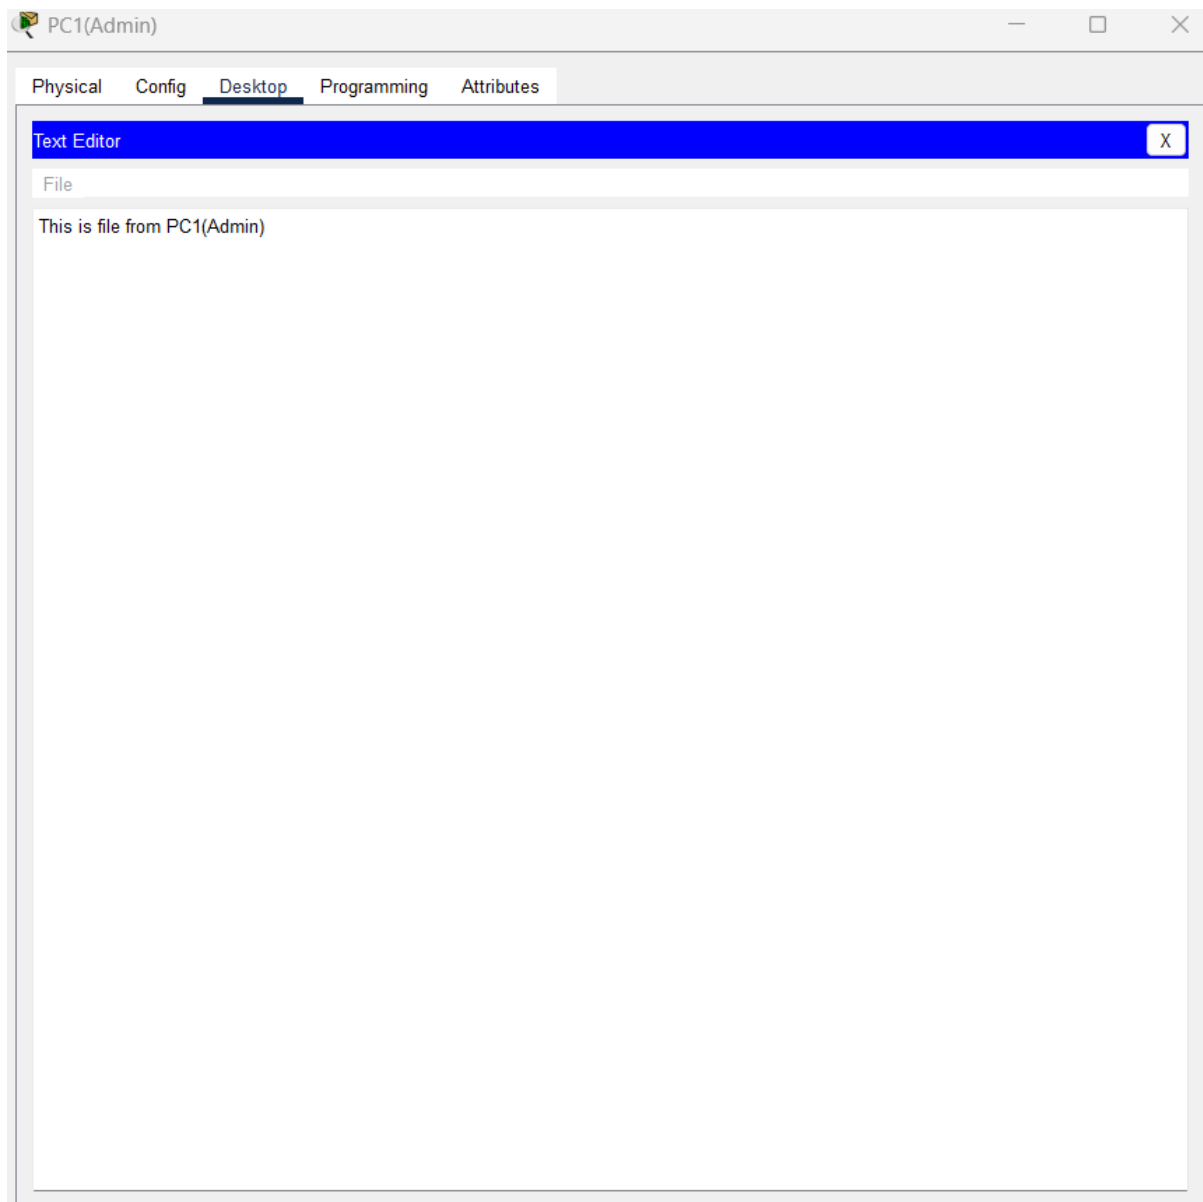 PC1(Admin)
Physical Config Desktop Programming Attributes
Text Editor X
File
This is file from PC1(Admin)